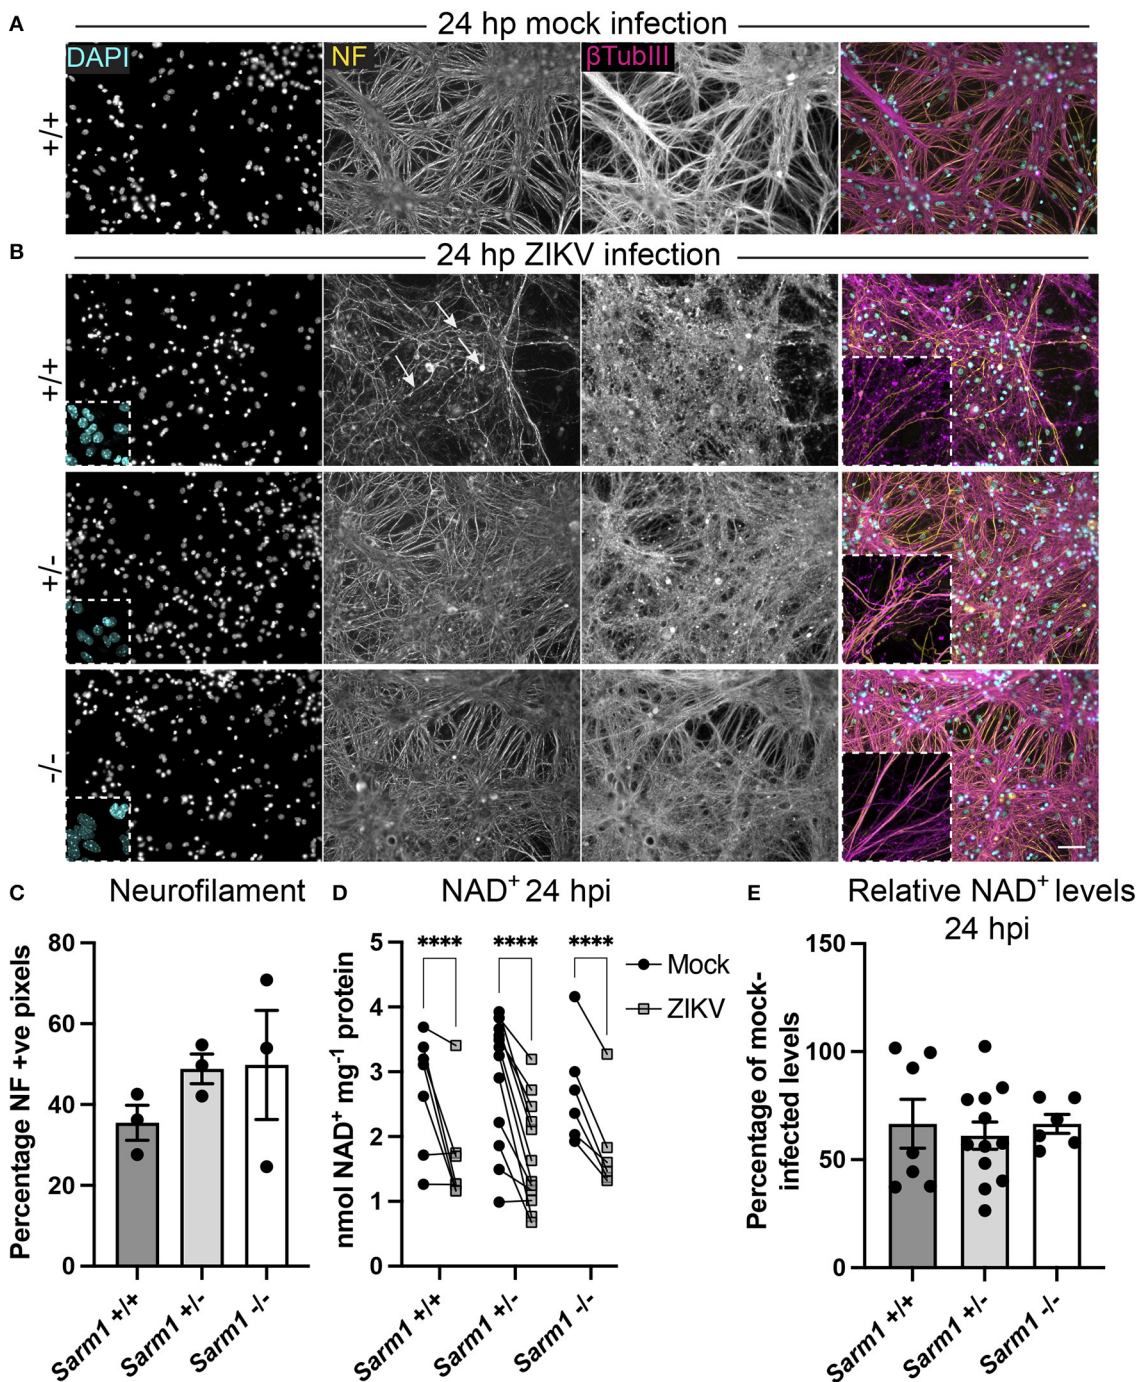 A
24 hp mock infection
DAPI
NF
βTubIII
+/+
B
24 hp ZIKV infection
+/+
+/-
-/-
C
Neurofilament
Percentage NF +ve pixels
80
60
40
20
0
Sarm1 +/+
Sarm1 +/-
Sarm1 -/-
D
NAD⁺ 24 hpi
nmol NAD⁺ mg⁻¹ protein
5
4
3
2
1
0
****
****
****
Mock
ZIKV
Sarm1 +/+
Sarm1 +/-
Sarm1 -/-
E
Relative NAD⁺ levels
24 hpi
Percentage of mock-
infected levels
150
100
50
0
Sarm1 +/+
Sarm1 +/-
Sarm1 -/-